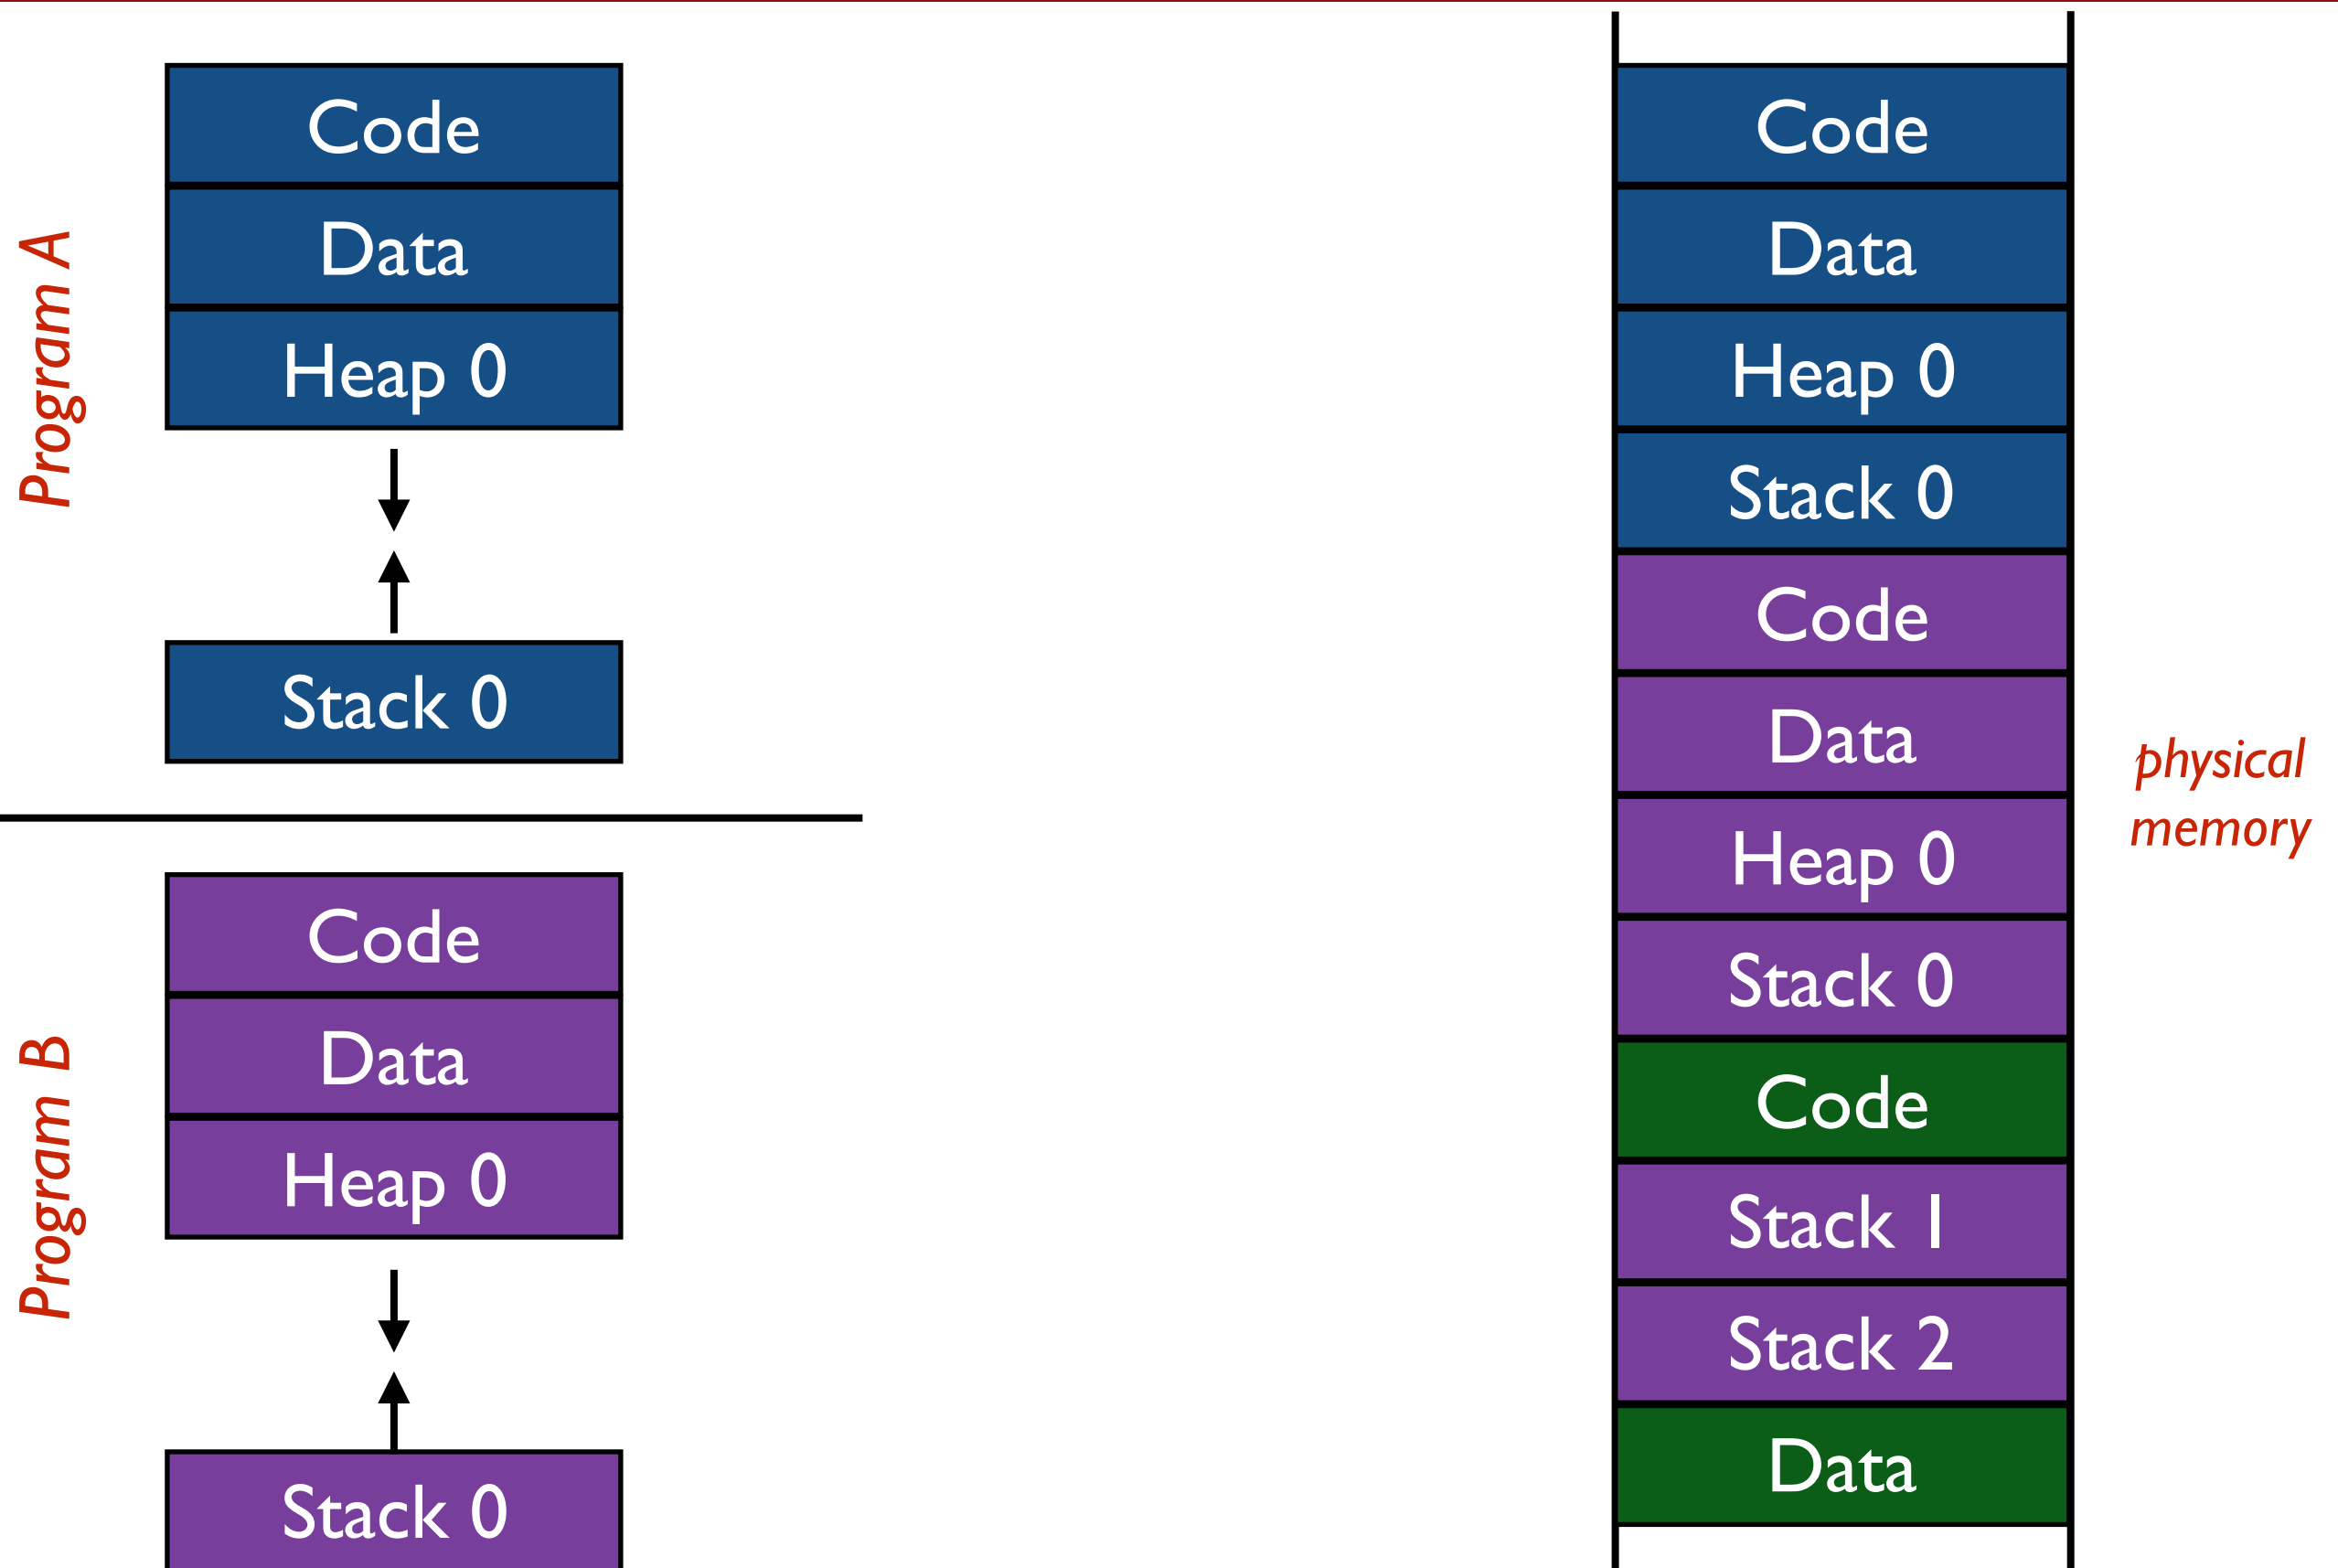 Program A
Code
Data
Heap 0
Stack 0
Program B
Code
Data
Heap 0
Stack 0
Code
Data
Heap 0
Stack 0
Code
Data
Heap 0
Stack 0
Code
Stack 1
Stack 2
Data
physical
memory